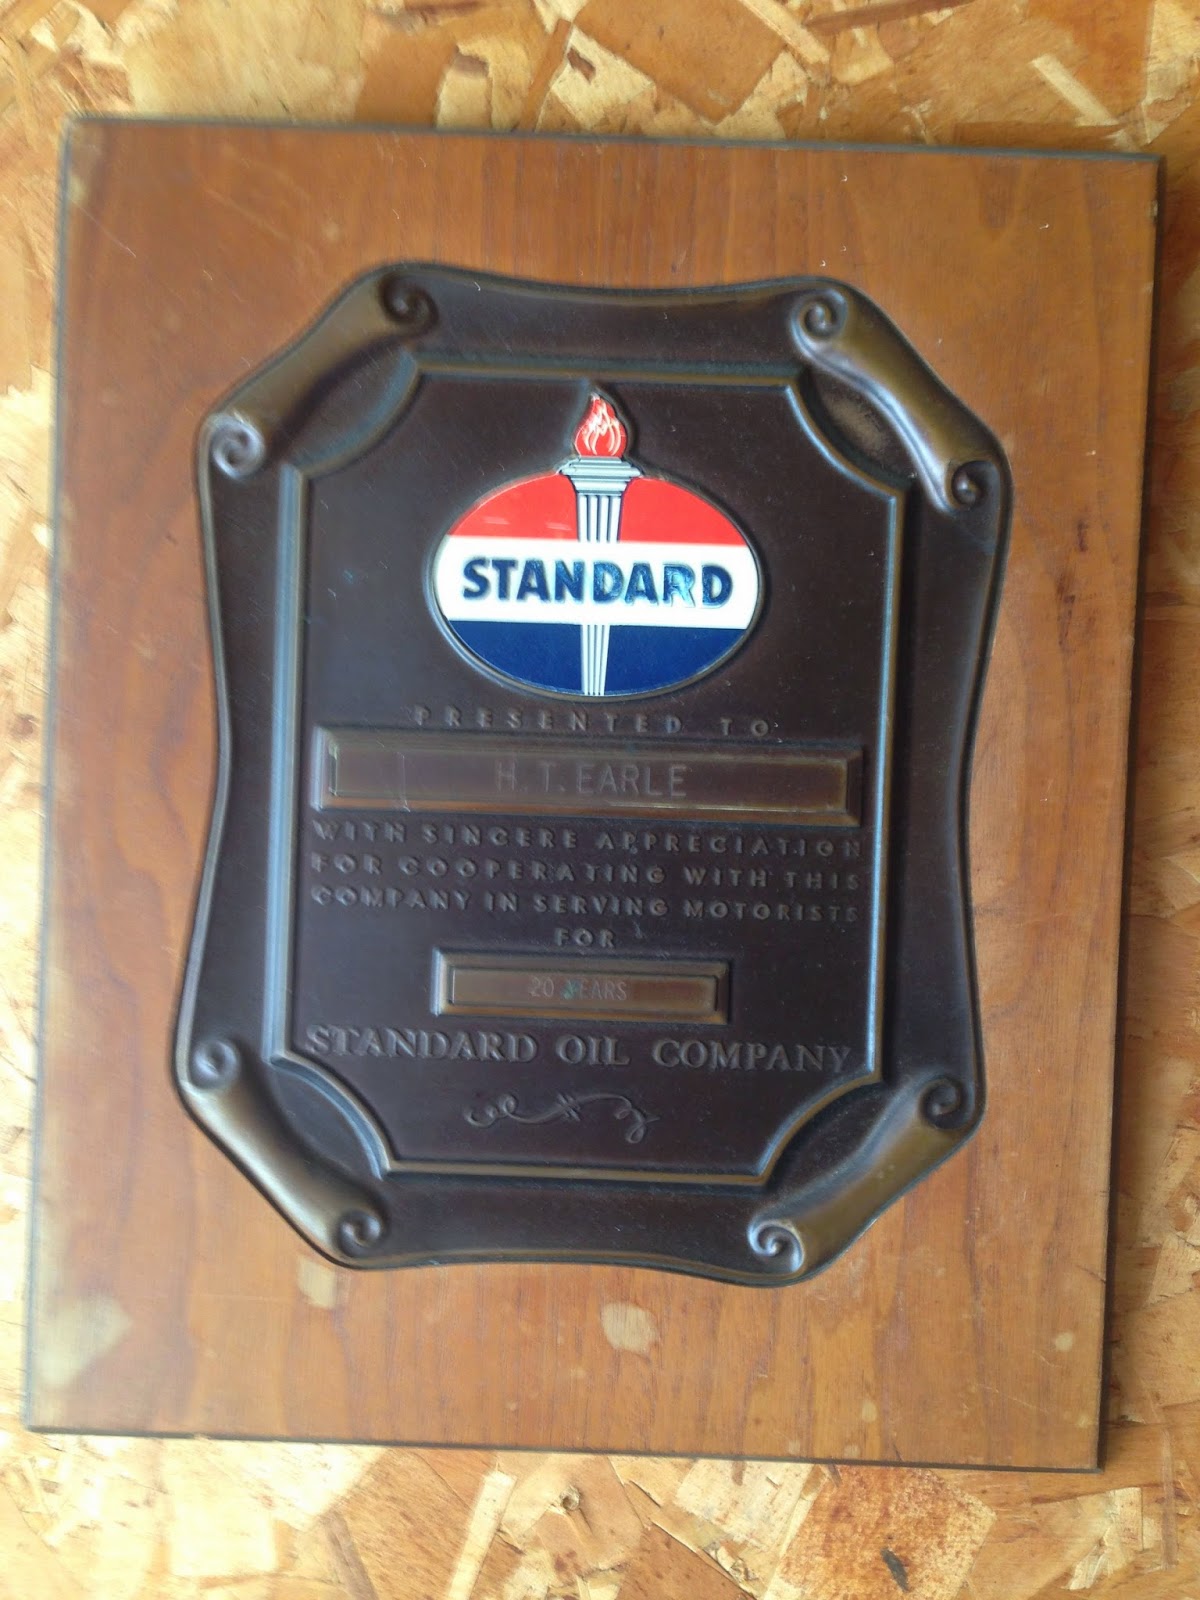 STANDARD
PRESENTED TO
H. T. EARLE
WITH SINCERE APPRECIATION
FOR COOPERATING WITH THIS
COMPANY IN SERVING MOTORISTS
FOR
20 YEARS
STANDARD OIL COMPANY